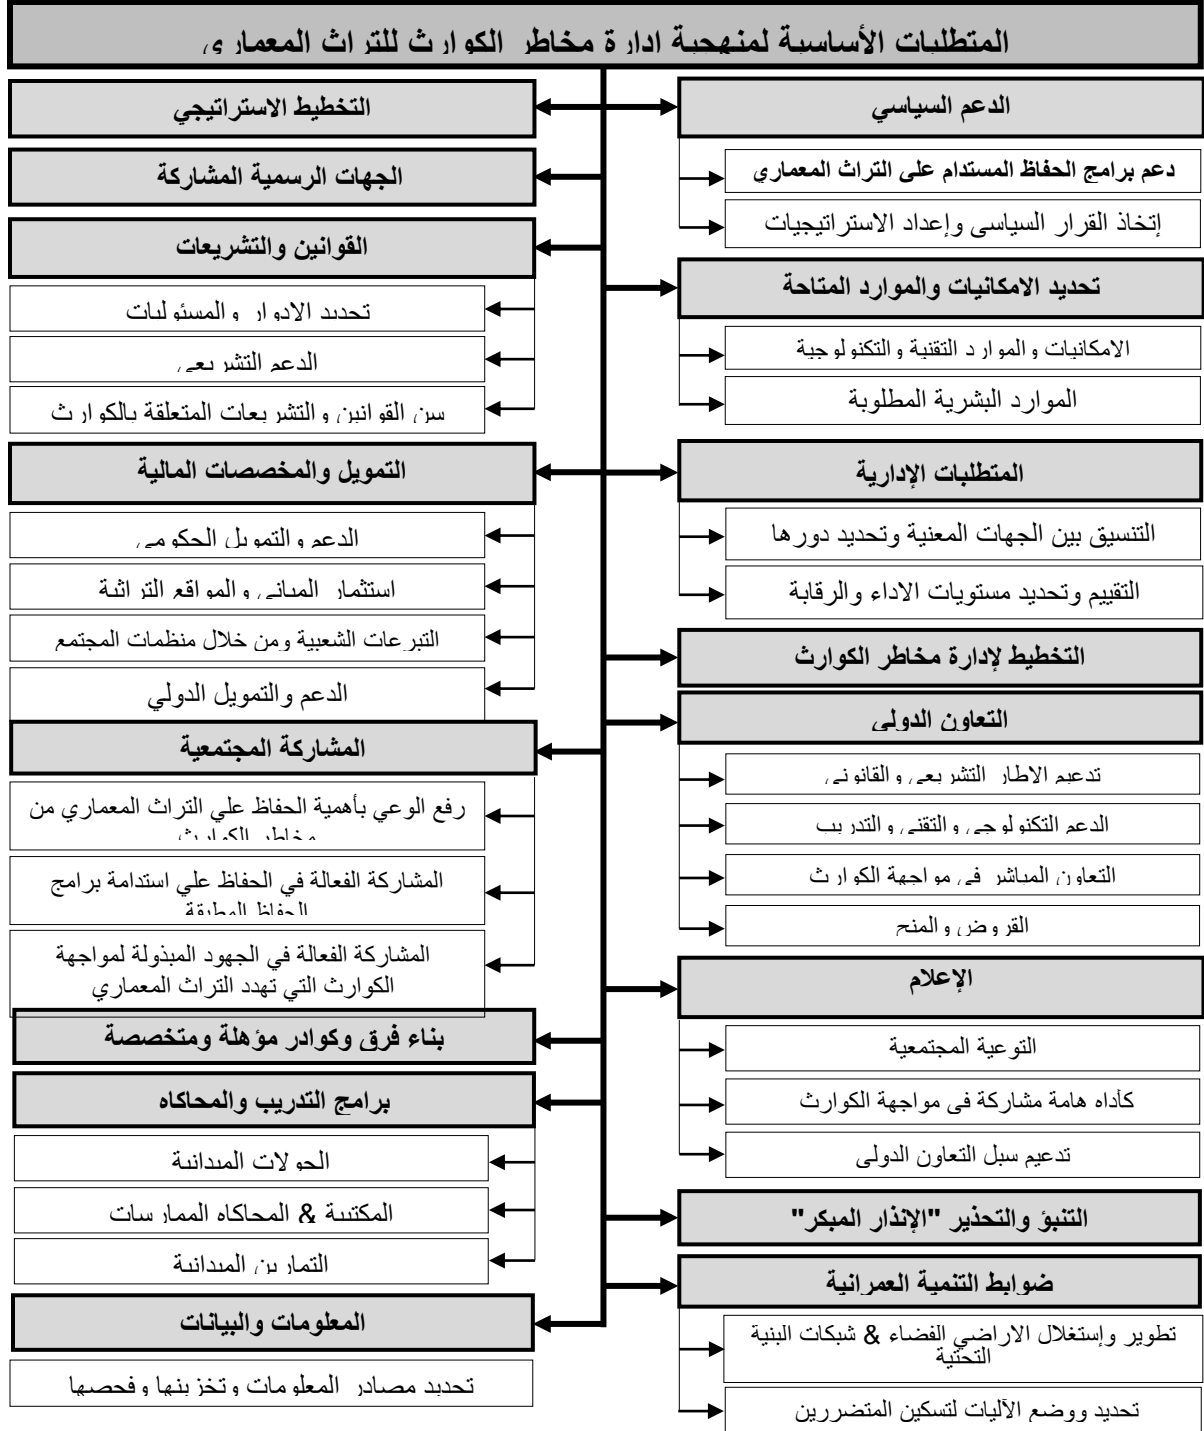 المتطلبات الأساسية لمنهجية ادارة مخاطر الكوارث للتراث المعماري
الدعم السياسي
دعم برامج الحفاظ المستدام على التراث المعماري
إتخاذ القرار السياسي وإعداد الاستراتيجيات
تحديد الامكانيات والموارد المتاحة
الامكانيات والموارد التقنية والتكنولوجية
الموارد البشرية المطلوبة
المتطلبات الإدارية
التنسيق بين الجهات المعنية وتحديد دورها
التقييم وتحديد مستويات الاداء والرقابة
التخطيط لإدارة مخاطر الكوارث
التعاون الدولى
تدعيم الاطار التشريعي والقانوني
الدعم التكنولوجي والتقني والتدريب
التعاون المباشر في مواجهة الكوارث
القروض والمنح
الإعلام
التوعية المجتمعية
كأداه هامة مشاركة في مواجهة الكوارث
تدعيم سبل التعاون الدولى
التنبؤ والتحذير "الإنذار المبكر"
ضوابط التنمية العمرانية
تطوير وإستغلال الاراضي الفضاء & شبكات البنية
التحتية
تحديد ووضع الآليات لتسكين المتضررين
التخطيط الاستراتيجي
الجهات الرسمية المشاركة
القوانين والتشريعات
تحديد الادوار والمسئوليات
الدعم التشريعي
سن القوانين والتشريعات المتعلقة بالكوارث
التمويل والمخصصات المالية
الدعم والتمويل الحكومي
استثمار المباني والمواقع التراثية
التبرعات الشعبية ومن خلال منظمات المجتمع
الدعم والتمويل الدولي
المشاركة المجتمعية
رفع الوعي بأهمية الحفاظ علي التراث المعماري من
مخاطر الكوارث
المشاركة الفعالة في الحفاظ علي استدامة برامج
الحفاظ المطبقة
المشاركة الفعالة في الجهود المبذولة لمواجهة
الكوارث التي تهدد التراث المعماري
بناء فرق وكوادر مؤهلة ومتخصصة
برامج التدريب والمحاكاه
الجولات الميدانية
المكتبية & المحاكاه الممارسات
التمارين الميدانية
المعلومات والبيانات
تحديد مصادر المعلومات وتخزينها وفحصها